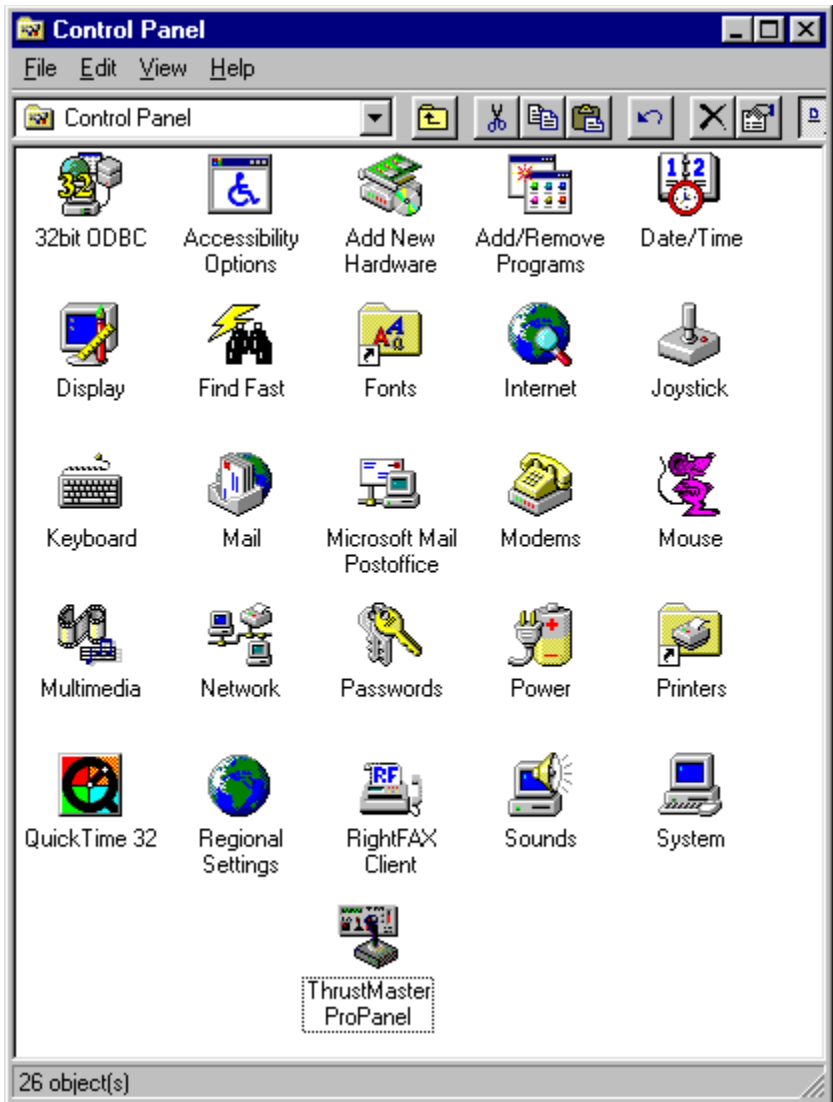 Control Panel
File Edit View Help
Control Panel
32bit ODBC
Accessibility
Options
Add New
Hardware
Add/Remove
Programs
Date/Time
Display
Find Fast
Fonts
Internet
Joystick
Keyboard
Mail
Microsoft Mail
Postoffice
Modems
Mouse
Multimedia
Network
Passwords
Power
Printers
QuickTime 32
Regional
Settings
RightFAX
Client
Sounds
System
ThrustMaster
ProPanel
26 object(s)